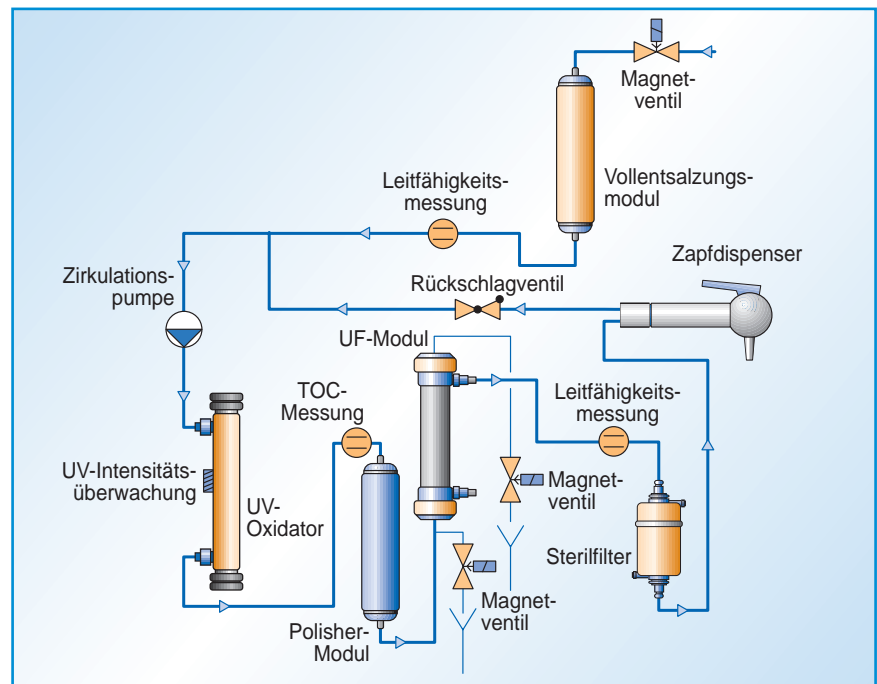 Magnet-
ventil
Vollentsalzungs-
modul
Leitfähigkeits-
messung
Zapfdispenser
Zirkulations-
pumpe
Rückschlagventil
UF-Modul
TOC-
Messung
Leitfähigkeits-
messung
UV-Intensitäts-
überwachung
UV-
Oxidator
Magnet-
ventil
Sterilfilter
Magnet-
ventil
Polisher-
Modul